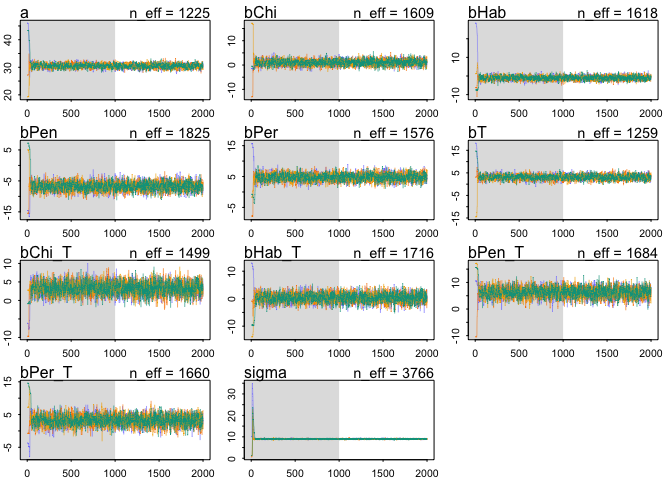 a n_eff = 1225 bChi n_eff = 1609 bHab n_eff = 1618
20 30 40 -10 0 5 15 -10 0 10
0 500 1000 1500 2000 0 500 1000 1500 2000 0 500 1000 1500 2000
bPen n_eff = 1825 bPer n_eff = 1576 bT n_eff = 1259
-15 -5 5 -5 5 15 -15 -5 5 15
0 500 1000 1500 2000 0 500 1000 1500 2000 0 500 1000 1500 2000
bChi_T n_eff = 1499 bHab_T n_eff = 1716 bPen_T n_eff = 1684
-10 0 5 10 -10 0 5 -10 0 5 15
0 500 1000 1500 2000 0 500 1000 1500 2000 0 500 1000 1500 2000
bPer_T n_eff = 1660 sigma n_eff = 3766
-5 5 15 0 10 20 30
0 500 1000 1500 2000 0 500 1000 1500 2000